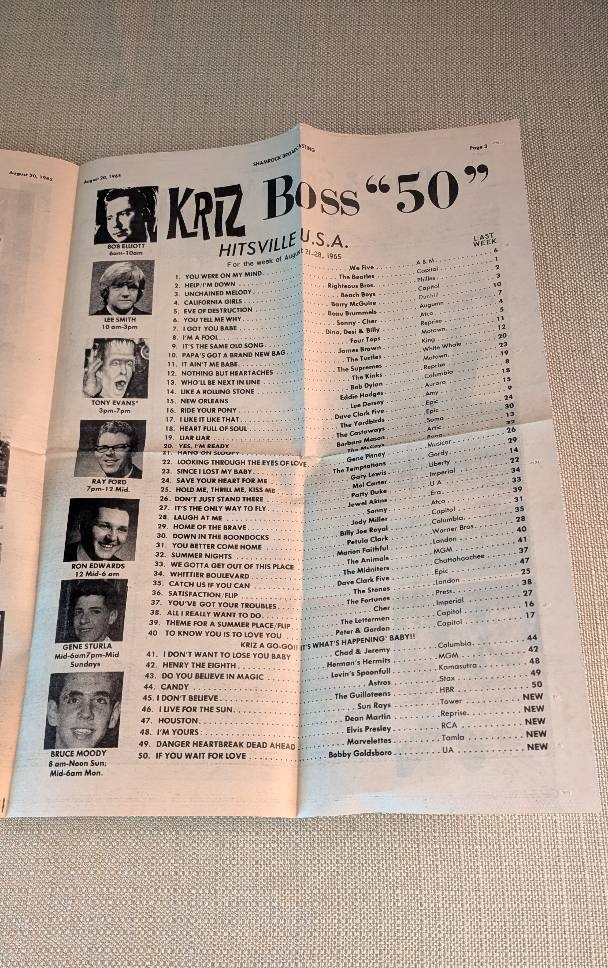 August 20, 1965
August 20, 1965
SHAMROCK BROADCASTING
Page 3
KRIZ BOSS "50"
HITSVILLE U.S.A.
For the week of August 21-28, 1965
LAST WEEK
BOB ELLIOTT
6am-10am
LEE SMITH
10 am-3pm
TONY EVANS*
3pm-7pm
RAY FORD
7pm-12 Mid.
RON EDWARDS
12 Mid-6 am
GENE STURLA
Mid-6am7pm-Mid
Sundays
BRUCE MOODY
8 am-Noon Sun;
Mid-6am Mon.
1. YOU WERE ON MY MIND We Five A & M 6
2. HELP/I'M DOWN The Beatles Capitol 1
3. UNCHAINED MELODY Righteous Bros. Philles 3
4. CALIFORNIA GIRLS Beach Boys Capitol 10
5. EVE OF DESTRUCTION Barry McGuire Dunhill 7
6. YOU TELL ME WHY Beau Brummels Autumn 4
7. I GOT YOU BABE Sonny - Cher Atco 5
8. I'M A FOOL Dino, Desi & Billy Reprise 11
9. IT'S THE SAME OLD SONG Four Tops Motown 12
10. PAPA'S GOT A BRAND NEW BAG James Brown King 20
11. IT AIN'T ME BABE The Turtles White Whale 23
12. NOTHING BUT HEARTACHES The Supremes Motown 19
13. WHO'LL BE NEXT IN LINE The Kinks Reprise 8
14. LIKE A ROLLING STONE Bob Dylan Columbia 18
15. NEW ORLEANS Eddie Hodges Aurora 15
16. RIDE YOUR PONY Lee Dorsey Amy 9
17. I LIKE IT LIKE THAT Dave Clark Five Epic 24
18. HEART FULL OF SOUL The Yardbirds Epic 30
19. LIAR LIAR The Castaways Soma 13
20. YES, I'M READY Barbara Mason Artic
21. HANG ON SLOOPY 26
22. LOOKING THROUGH THE EYES OF LOVE Gene Pitney Musicor 29
23. SINCE I LOST MY BABY The Temptations Gordy 14
24. SAVE YOUR HEART FOR ME Gary Lewis Liberty 22
25. HOLD ME, THRILL ME, KISS ME Mel Carter Imperial 34
26. DON'T JUST STAND THERE Patty Duke U A 33
27. IT'S THE ONLY WAY TO FLY Jewel Akins Era 39
28. LAUGH AT ME Sonny Atco 31
29. HOME OF THE BRAVE Jody Miller Capitol 35
30. DOWN IN THE BOONDOCKS Billy Joe Royal Columbia 28
31. YOU BETTER COME HOME Petula Clark Warner Bros. 40
32. SUMMER NIGHTS Marian Faithful London 41
33. WE GOTTA GET OUT OF THIS PLACE The Animals MGM 37
34. WHITTIER BOULEVARD The Midniters Chattahoochee 47
35. CATCH US IF YOU CAN Dave Clark Five Epic 25
36. SATISFACTION/FLIP The Stones London 38
37. YOU'VE GOT YOUR TROUBLES The Fortunes Press 27
38. ALL I REALLY WANT TO DO Cher Imperial 16
39. THEME FOR A SUMMER PLACE/FLIP The Lettermen Capitol 17
40 TO KNOW YOU IS TO LOVE YOU Peter & Gordon Capitol
KRIZ A GO-GO!! IT'S WHAT'S HAPPENING' BABY!!
41. I DON'T WANT TO LOSE YOU BABY Chad & Jeremy Columbia 44
42. HENRY THE EIGHTH Herman's Hermits MGM 42
43. DO YOU BELIEVE IN MAGIC Lovin's Spoonfull Komasutra 48
44. CANDY Astros Stax 49
45. I DON'T BELIEVE The Guilloteens HBR 50
46. I LIVE FOR THE SUN Sun Rays Tower NEW
47. HOUSTON Dean Martin Reprise NEW
48. I'M YOURS Elvis Presley RCA NEW
49. DANGER HEARTBREAK DEAD AHEAD Marvelettes Tamla NEW
50. IF YOU WAIT FOR LOVE Bobby Goldsboro UA NEW